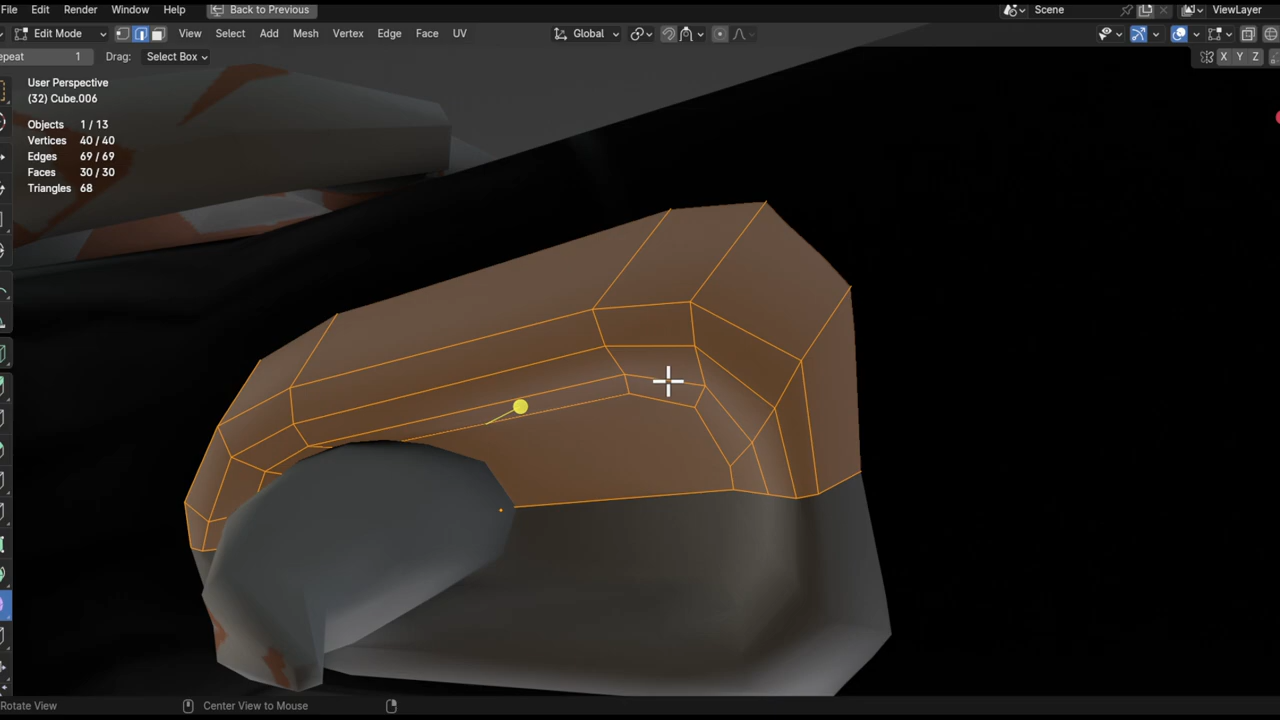 File Edit Render Window Help Back to Previous Scene ViewLayer
Edit Mode View Select Add Mesh Vertex Edge Face UV Global
epeat 1 Drag: Select Box X Y Z
User Perspective
(32) Cube.006
Objects 1 / 13
Vertices 40 / 40
Edges 69 / 69
Faces 30 / 30
Triangles 68
Rotate View Center View to Mouse